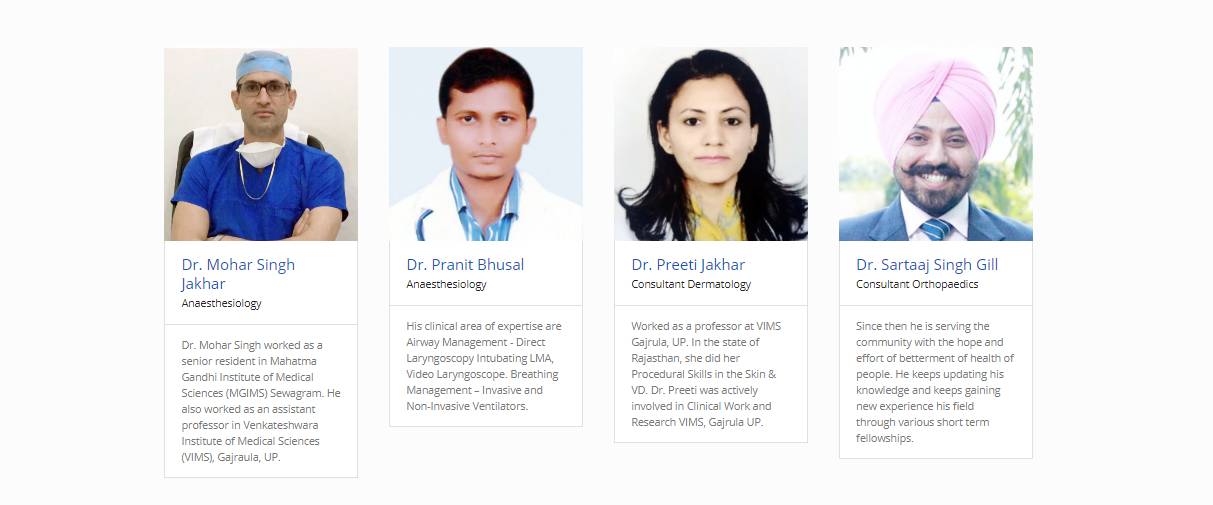 Dr. Mohar Singh
Jakhar
Anaesthesiology
Dr. Mohar Singh worked as a
senior resident in Mahatma
Gandhi Institute of Medical
Sciences (MGIMS) Sewagram. He
also worked as an assistant
professor in Venkateshwara
Institute of Medical Sciences
(VIMS), Gajraula, UP.
Dr. Pranit Bhusal
Anaesthesiology
His clinical area of expertise are
Airway Management - Direct
Laryngoscopy Intubating LMA,
Video Laryngoscope. Breathing
Management – Invasive and
Non-Invasive Ventilators.
Dr. Preeti Jakhar
Consultant Dermatology
Worked as a professor at VIMS
Gajrula, UP. In the state of
Rajasthan, she did her
Procedural Skills in the Skin &
VD. Dr. Preeti was actively
involved in Clinical Work and
Research VIMS, Gajrula UP.
Dr. Sartaaj Singh Gill
Consultant Orthopaedics
Since then he is serving the
community with the hope and
effort of betterment of health of
people. He keeps updating his
knowledge and keeps gaining
new experience his field
through various short term
fellowships.